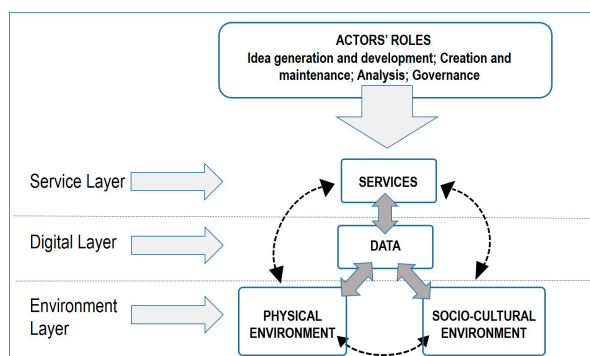 ACTORS' ROLES
Idea generation and development; Creation and
maintenance; Analysis; Governance
Service Layer
SERVICES
Digital Layer
DATA
Environment
Layer
PHYSICAL
ENVIRONMENT
SOCIO-CULTURAL
ENVIRONMENT